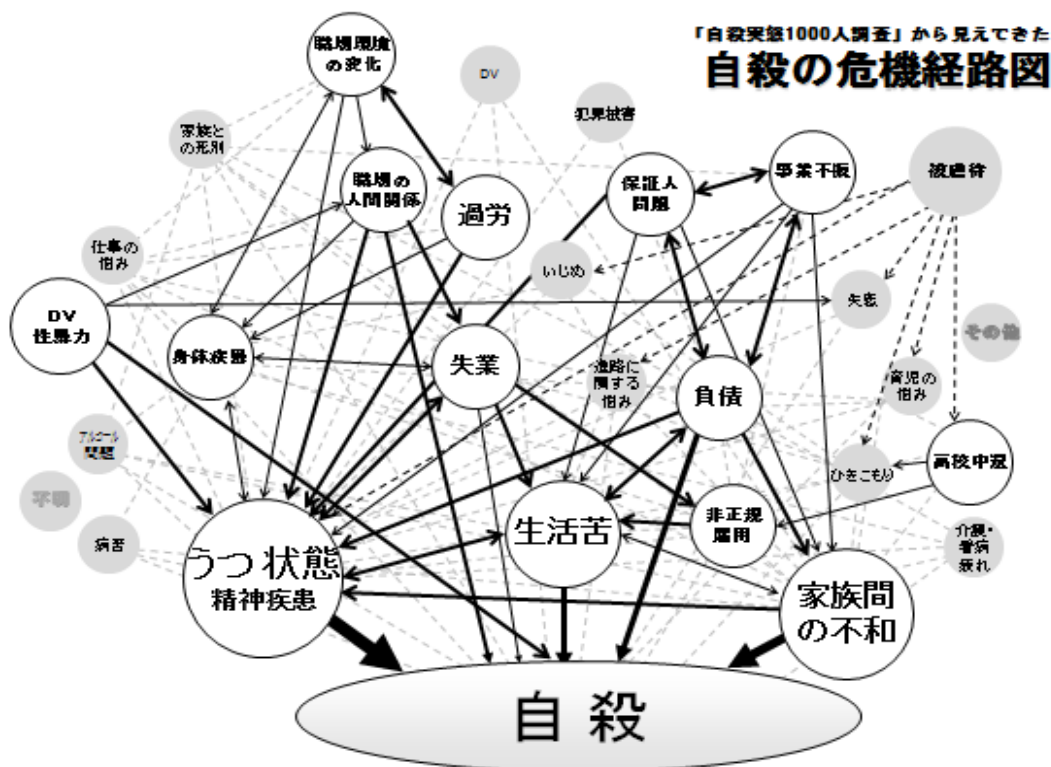 「自殺実態1000人調査」から見えてきた
自殺の危機経路図
職場環境
の変化
DV
犯罪被害
家族と
の死別
職場の
人間関係
過労
保証人
問題
事業不振
被虐待
仕事の
悩み
いじめ
失恋
DV
性暴力
その他
身体疾患
失業
進路に
関する
悩み
負債
育児の
悩み
アルコール
問題
ひきこもり
高校中退
不明
病苦
生活苦
非正規
雇用
介護・
看病
疲れ
うつ状態
精神疾患
家族間
の不和
自殺